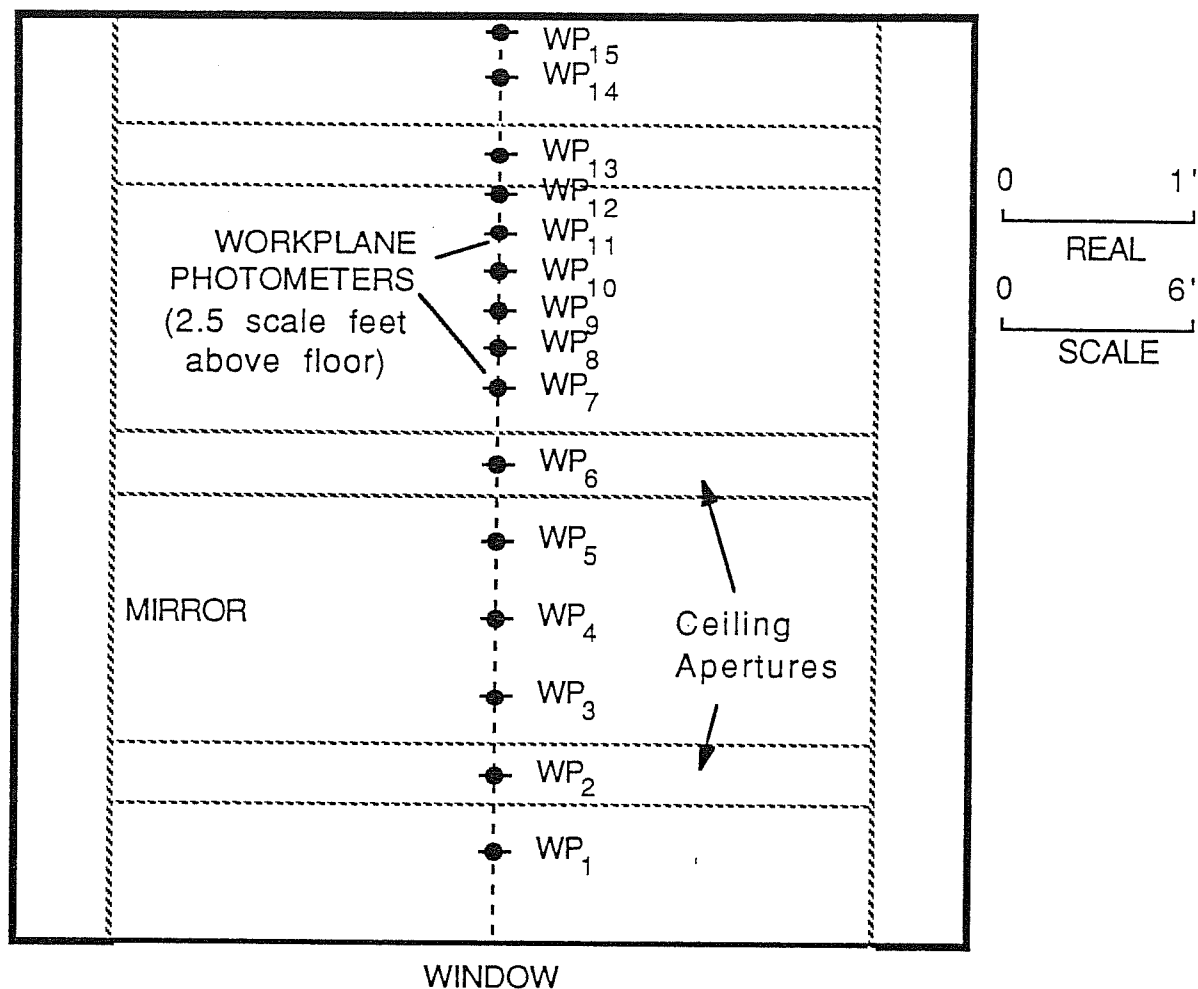 WP15
WP14
WP13
WP12
WP11
WP10
WP9
WP8
WP7
WP6
WP5
WP4
WP3
WP2
WP1
WORKPLANE
PHOTOMETERS
(2.5 scale feet
above floor)
MIRROR
Ceiling
Apertures
WINDOW
0 1'
REAL
0 6'
SCALE